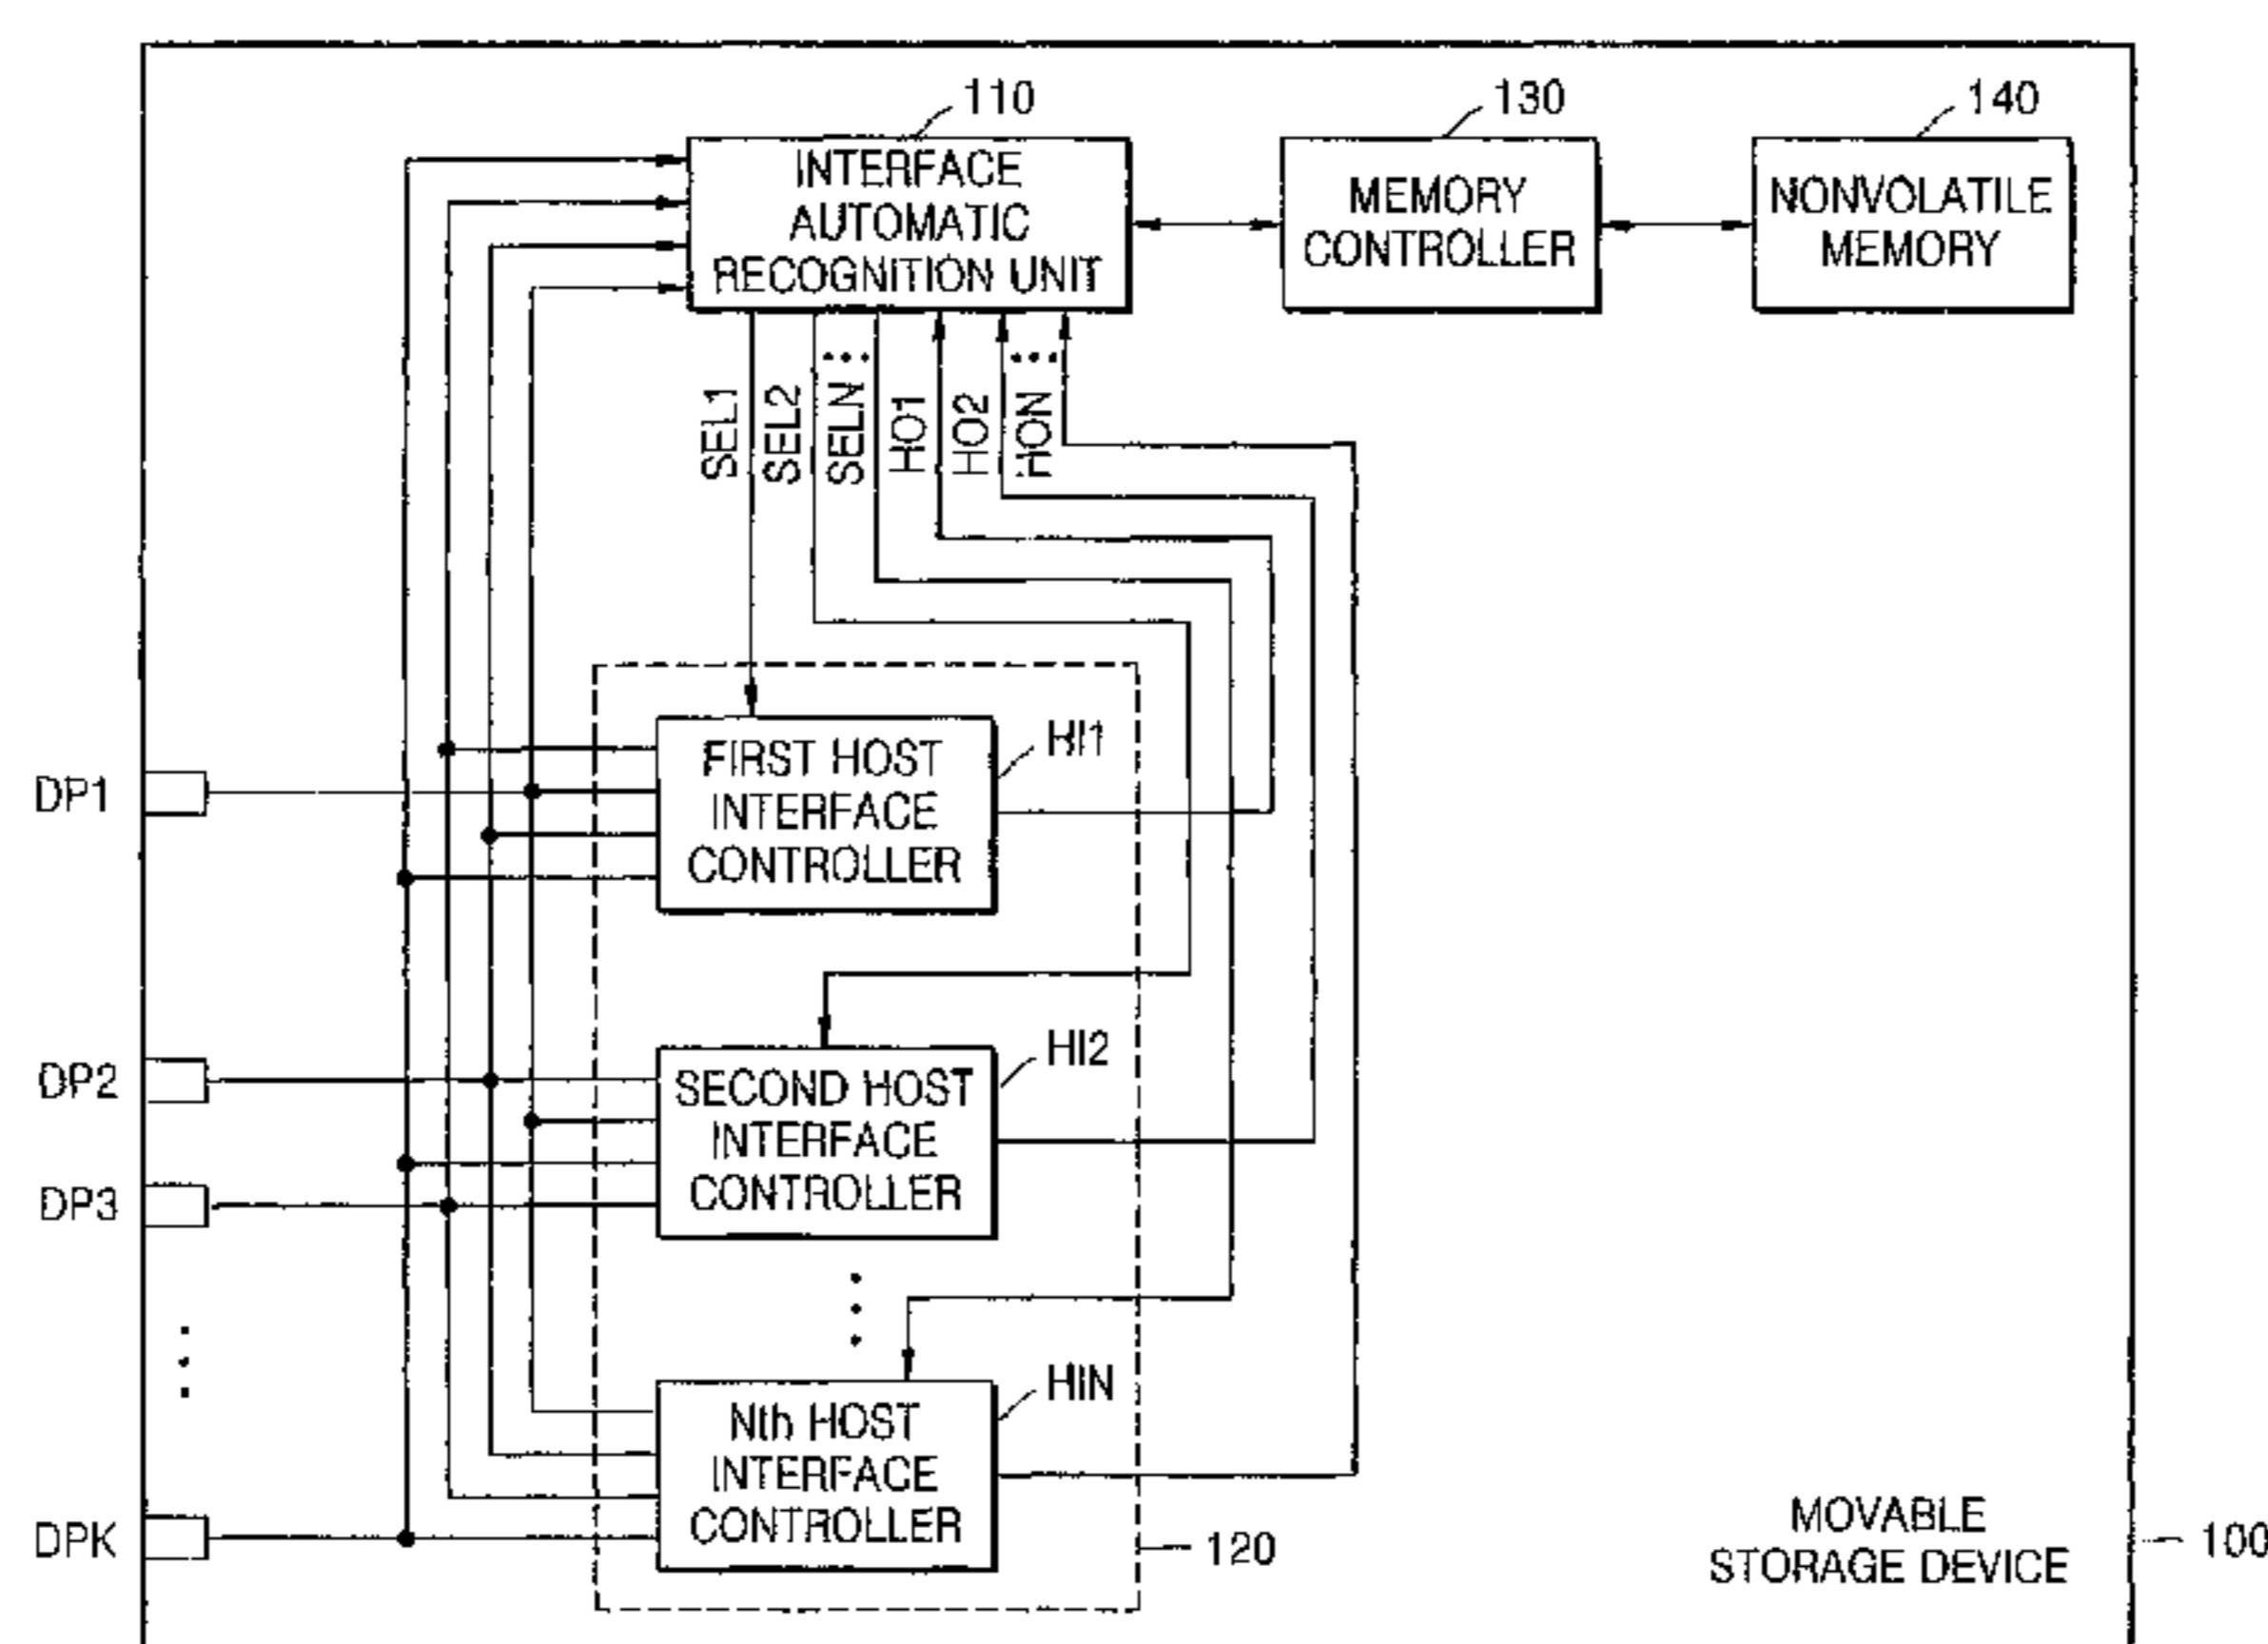 110
130
140
INTERFACE
AUTOMATIC
RECOGNITION UNIT
MEMORY
CONTROLLER
NONVOLATILE
MEMORY
SEL1
SEL2
SELN
HO1
HO2
HON
HI1
FIRST HOST
INTERFACE
CONTROLLER
DP1
HI2
DP2
SECOND HOST
INTERFACE
CONTROLLER
DP3
HIN
Nth HOST
INTERFACE
CONTROLLER
DPK
120
MOVABLE
STORAGE DEVICE
100